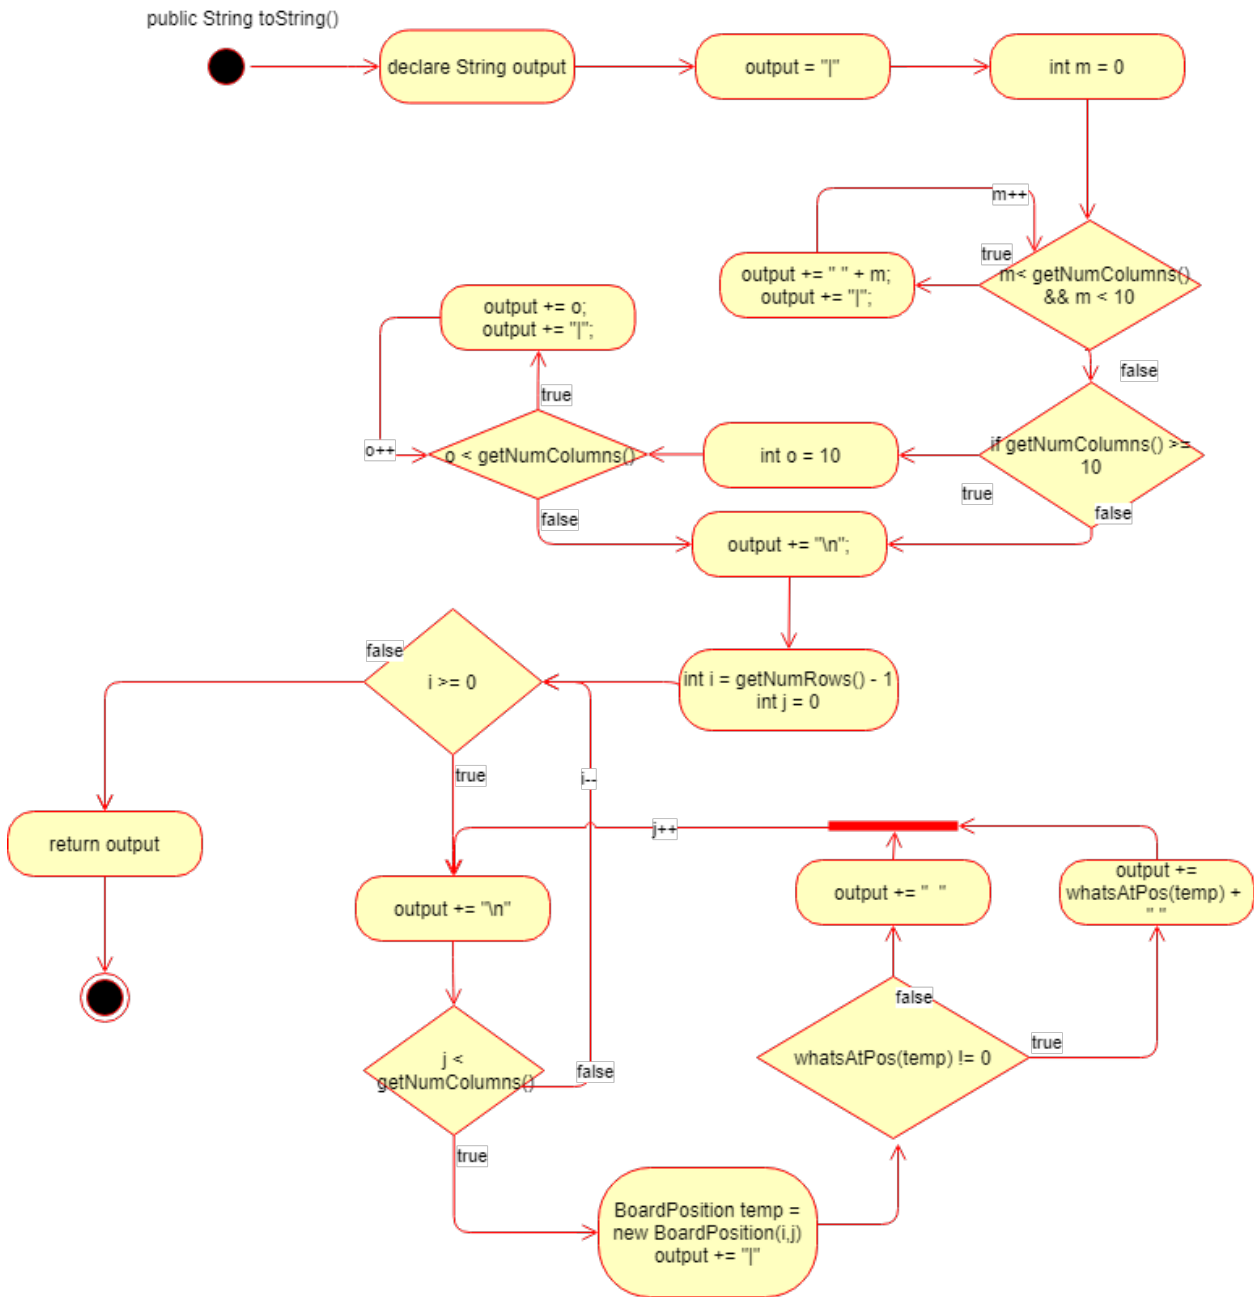 public String toString()
declare String output
output = "|"
int m = 0
m++
true
m< getNumColumns()
&& m < 10
output += " " + m;
output += "|";
false
output += o;
output += "|";
true
o++
o < getNumColumns()
int o = 10
if getNumColumns() >=
10
true
false
false
output += "\n";
int i = getNumRows() - 1
int j = 0
false
i >= 0
true
i--
j++
return output
output += "\n"
output += "  "
output +=
whatsAtPos(temp) +
" "
false
whatsAtPos(temp) != 0
true
j <
getNumColumns()
false
true
BoardPosition temp =
new BoardPosition(i,j)
output += "|"